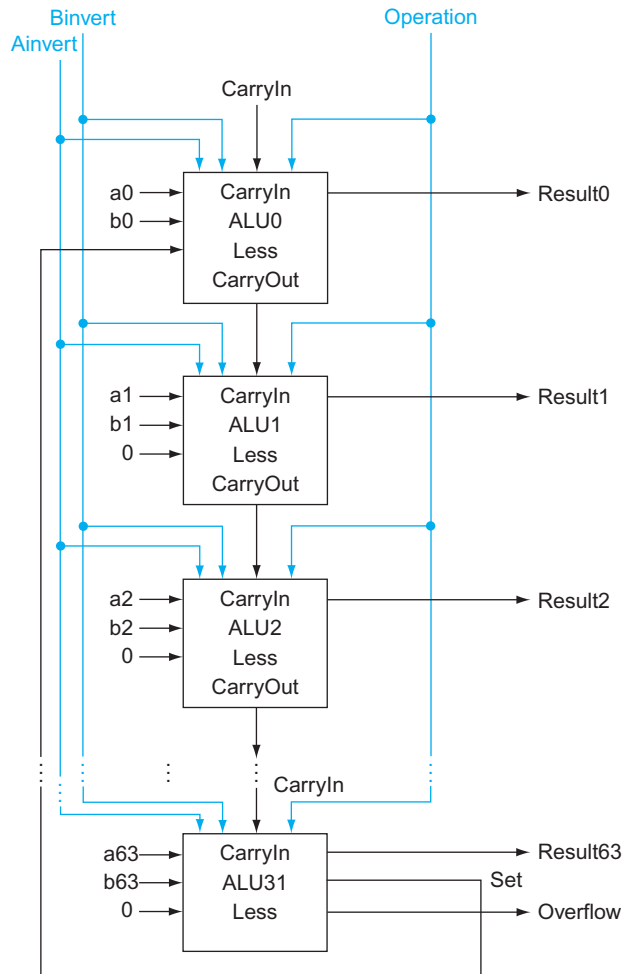 Binvert Operation
Ainvert
CarryIn
a0 CarryIn Result0
b0 ALU0
Less
CarryOut
a1 CarryIn Result1
b1 ALU1
0 Less
CarryOut
a2 CarryIn Result2
b2 ALU2
0 Less
CarryOut
CarryIn
a63 CarryIn Result63
b63 ALU31 Set
0 Less Overflow